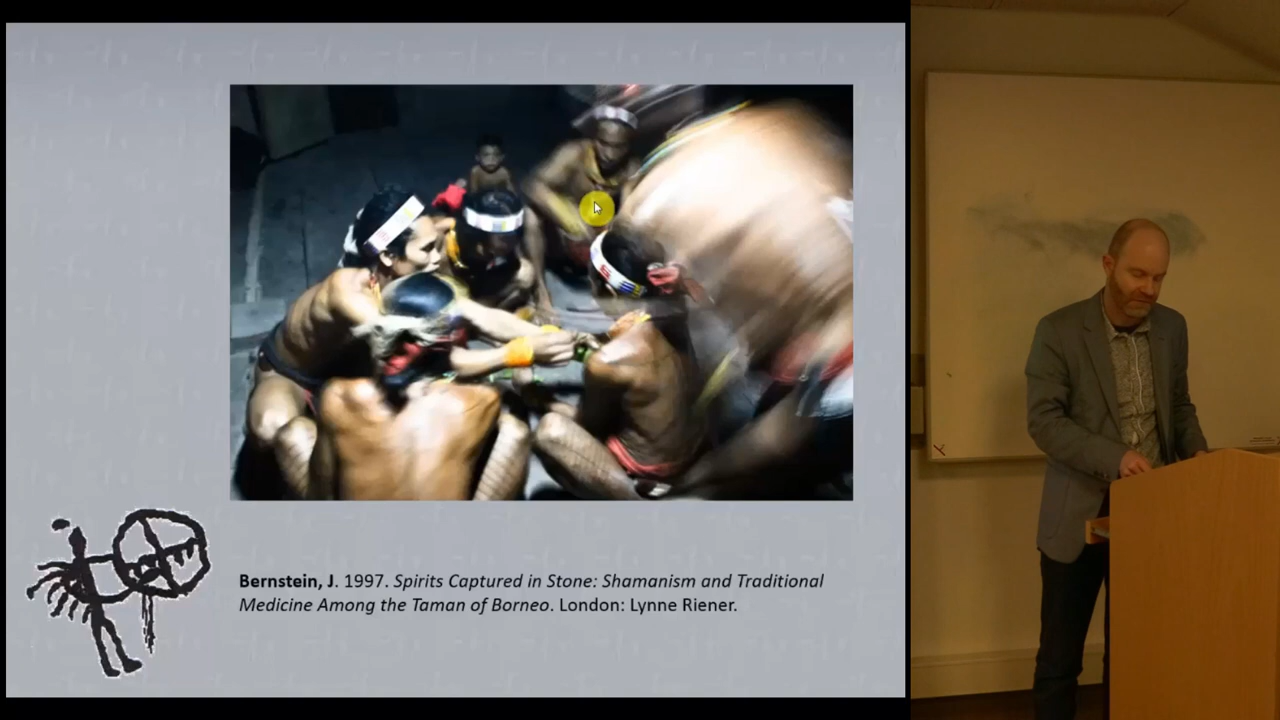 Bernstein, J. 1997. Spirits Captured in Stone: Shamanism and Traditional
Medicine Among the Taman of Borneo. London: Lynne Riener.